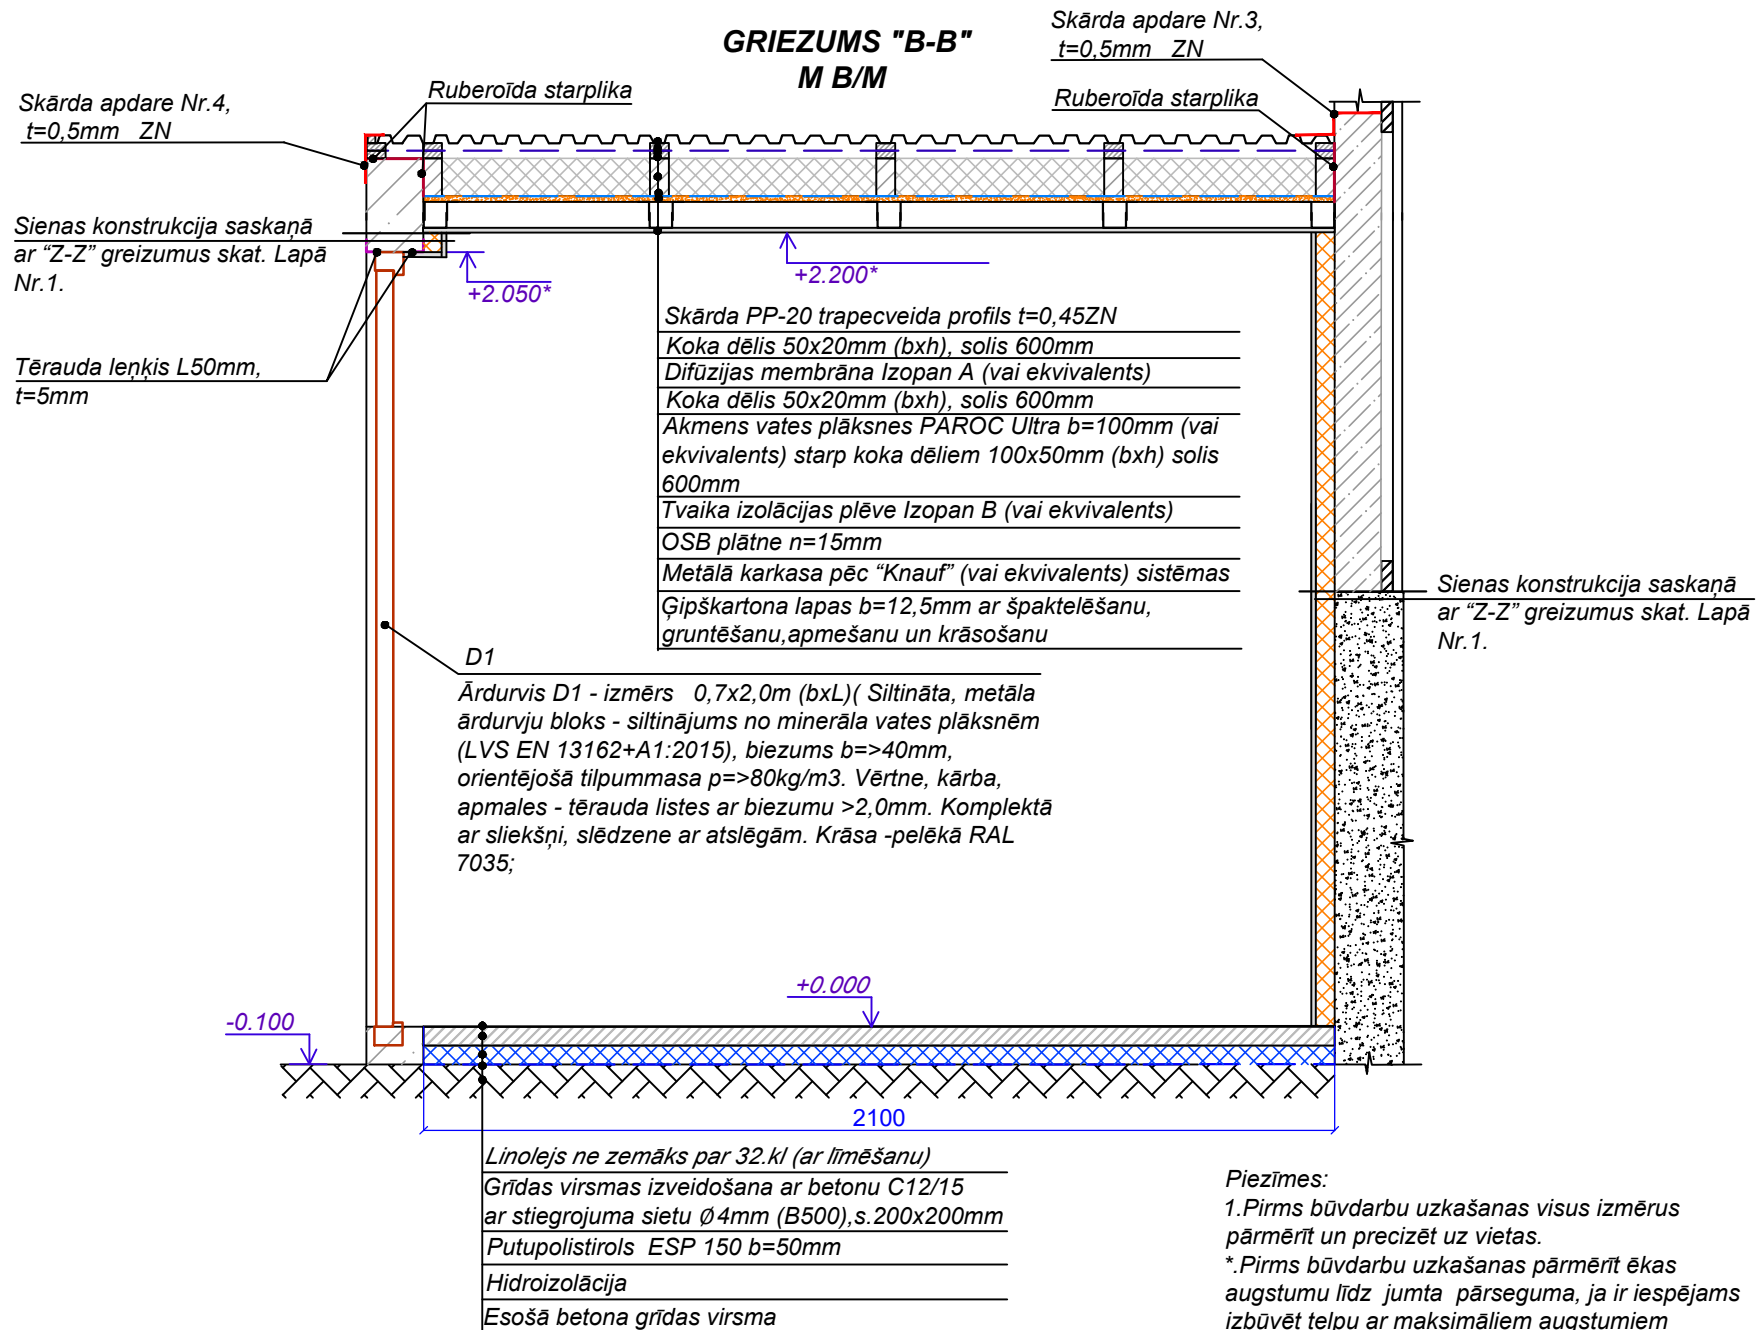 GRIEZUMS "B-B"
M B/M
Skārda apdare Nr.3,
t=0,5mm   ZN
Skārda apdare Nr.4,
t=0,5mm   ZN
Ruberoīda starplika
Ruberoīda starplika
Sienas konstrukcija saskaņā
ar “Z-Z” greizumus skat. Lapā
Nr.1.
+2.050*
+2.200*
Tērauda leņķis L50mm,
t=5mm
Skārda PP-20 trapecveida profils t=0,45ZN
Koka dēlis 50x20mm (bxh), solis 600mm
Difūzijas membrāna Izopan A (vai ekvivalents)
Koka dēlis 50x20mm (bxh), solis 600mm
Akmens vates plāksnes PAROC Ultra b=100mm (vai
ekvivalents) starp koka dēliem 100x50mm (bxh) solis
600mm
Tvaika izolācijas plēve Izopan B (vai ekvivalents)
OSB plātne n=15mm
Metālā karkasa pēc “Knauf” (vai ekvivalents) sistēmas
Ģipškartona lapas b=12,5mm ar špaktelēšanu,
gruntēšanu,apmešanu un krāsošanu
Sienas konstrukcija saskaņā
ar “Z-Z” greizumus skat. Lapā
Nr.1.
D1
Ārdurvis D1 - izmērs   0,7x2,0m (bxL)( Siltināta, metāla
ārdurvju bloks - siltinājums no minerāla vates plāksnēm
(LVS EN 13162+A1:2015), biezums b=>40mm,
orientējošā tilpummasa p=>80kg/m3. Vērtne, kārba,
apmales - tērauda listes ar biezumu >2,0mm. Komplektā
ar sliekšņi, slēdzene ar atslēgām. Krāsa -pelēkā RAL
7035;
+0.000
-0.100
2100
Linolejs ne zemāks par 32.kl (ar līmēšanu)
Grīdas virsmas izveidošana ar betonu C12/15
ar stiegrojuma sietu Ø4mm (B500),s.200x200mm
Putupolistirols  ESP 150 b=50mm
Hidroizolācija
Esošā betona grīdas virsma
Piezīmes:
1.Pirms būvdarbu uzkašanas visus izmērus
pārmērīt un precizēt uz vietas.
*.Pirms būvdarbu uzkašanas pārmērīt ēkas
augstumu līdz  jumta  pārseguma, ja ir iespējams
izbūvēt telpu ar maksimāliem augstumiem